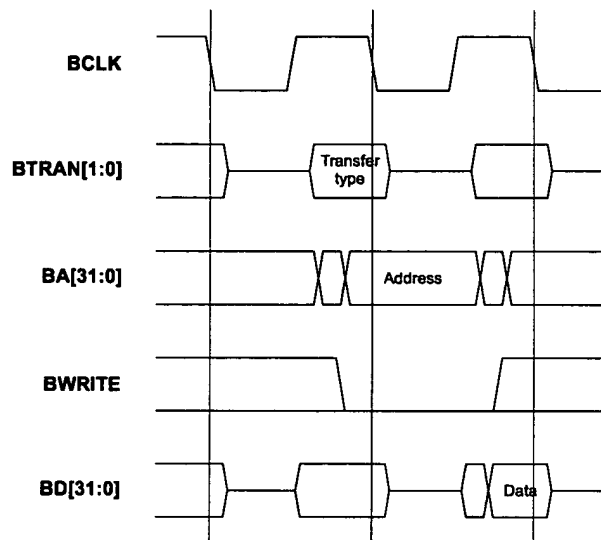 BCLK
BTRAN[1:0]
Transfer
type
BA[31:0]
Address
BWRITE
BD[31:0]
Data